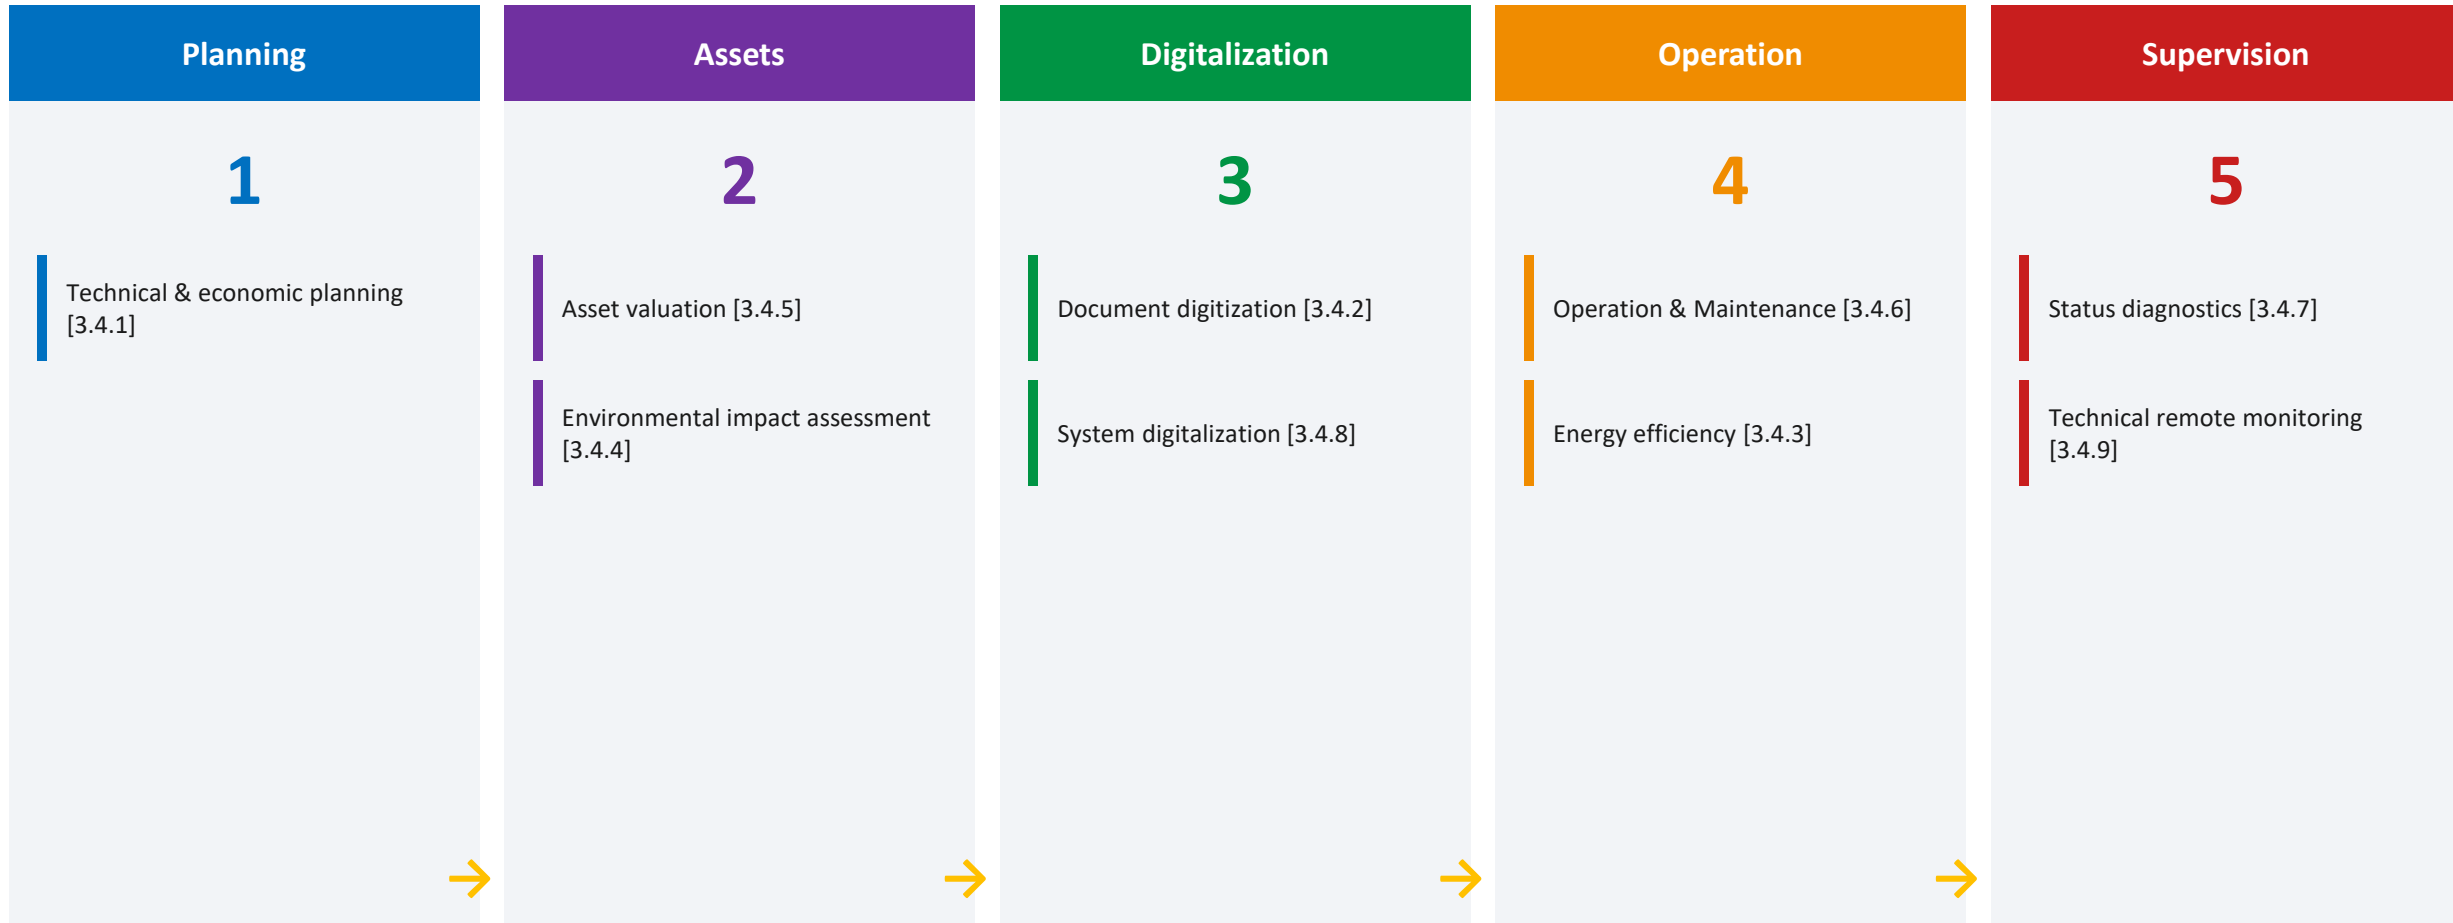 Planning
1
Technical & economic planning
[3.4.1]
Assets
2
Asset valuation [3.4.5]
Environmental impact assessment
[3.4.4]
Digitalization
3
Document digitization [3.4.2]
System digitalization [3.4.8]
Operation
4
Operation & Maintenance [3.4.6]
Energy efficiency [3.4.3]
Supervision
5
Status diagnostics [3.4.7]
Technical remote monitoring
[3.4.9]